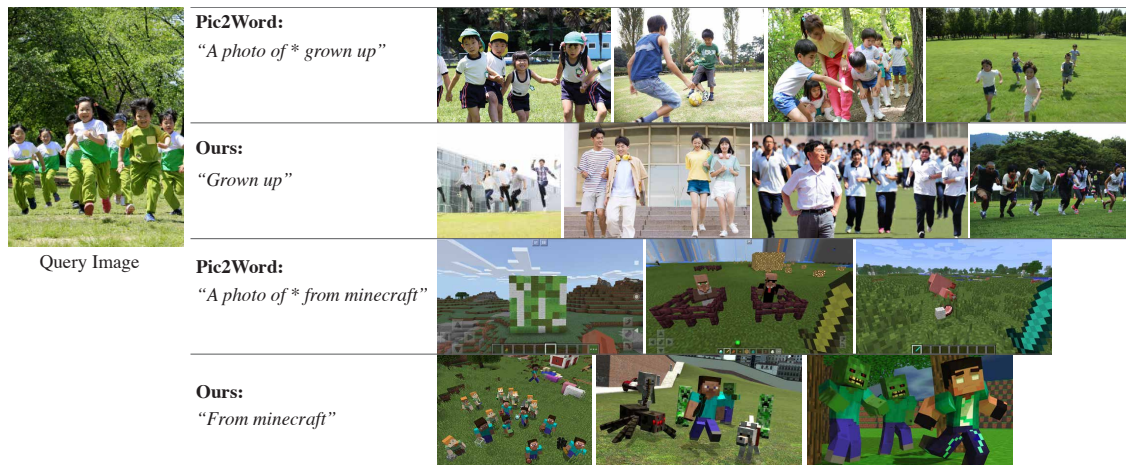 Query Image
Pic2Word:
“A photo of * grown up”
Ours:
“Grown up”
Pic2Word:
“A photo of * from minecraft”
Ours:
“From minecraft”